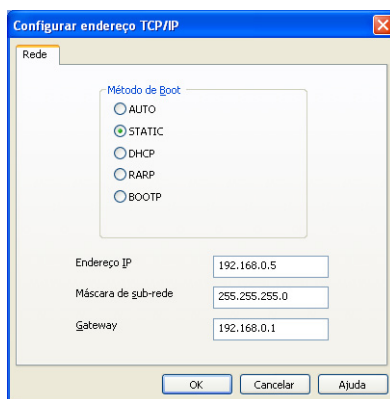 Configurar endereço TCP/IP
Rede
Método de Boot
AUTO
STATIC
DHCP
RARP
BOOTP
Endereço IP 192.168.0.5
Máscara de sub-rede 255.255.255.0
Gateway 192.168.0.1
OK Cancelar Ajuda